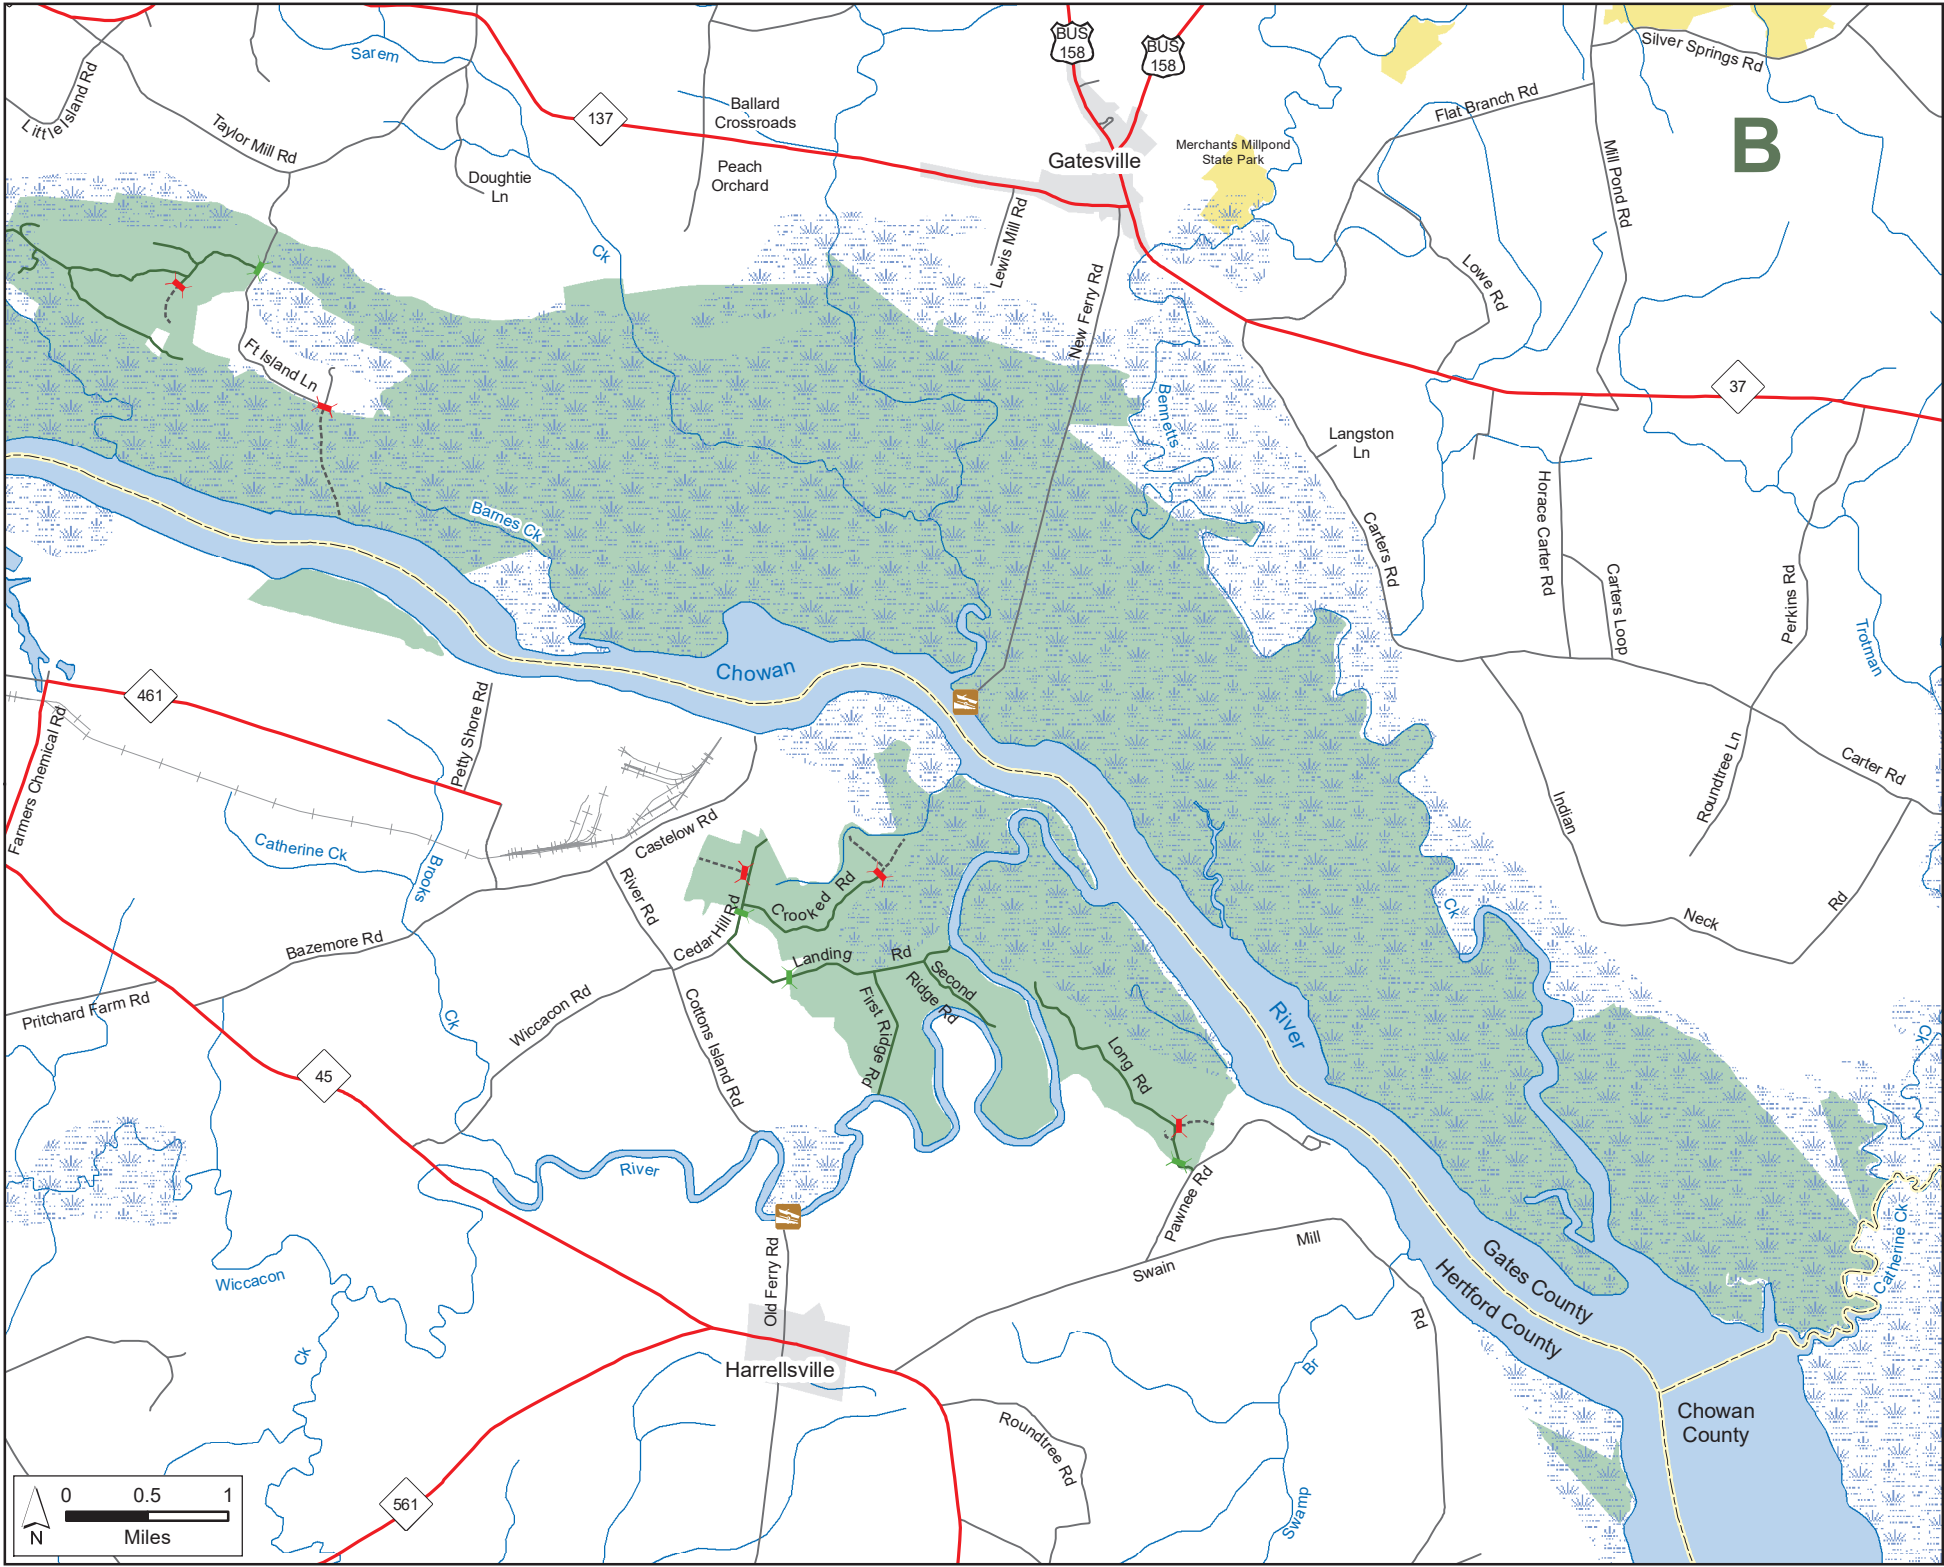 BUS
158
BUS
158
Silver Springs Rd
Sarem
Little Island Rd
Taylor Mill Rd
137
Ballard
Crossroads
Flat Branch Rd
B
Gatesville
Merchants Millpond
State Park
Mill Pond Rd
Peach
Orchard
Doughtie
Ln
Lewis Mill Rd
Ck
New Ferry Rd
Lowe Rd
Ft Island Ln
37
Bennetts
Langston
Ln
Barnes Ck
Carters Rd
Horace Carter Rd
Carters Loop
Perkins Rd
Trotman
Chowan
461
Farmers Chemical Rd
Petty Shore Rd
Roundtree Ln
Carter Rd
Indian
Neck
Rd
Castelow Rd
Catherine Ck
Brooks
River Rd
Crooked Rd
Cedar Hill Rd
Ck
Bazemore Rd
Landing
Rd
Second
Ridge Rd
First Ridge Rd
Pritchard Farm Rd
Wiccacon Rd
Cottons Island Rd
Ck
River
Long Rd
Ck
45
River
Pawnee Rd
Catherine Ck
Mill
Swain
Rd
Old Ferry Rd
Wiccacon
Gates County
Hertford County
Ck
Harrellsville
Br
Chowan
County
Roundtree Rd
Swamp
561
0 0.5 1
Miles
N